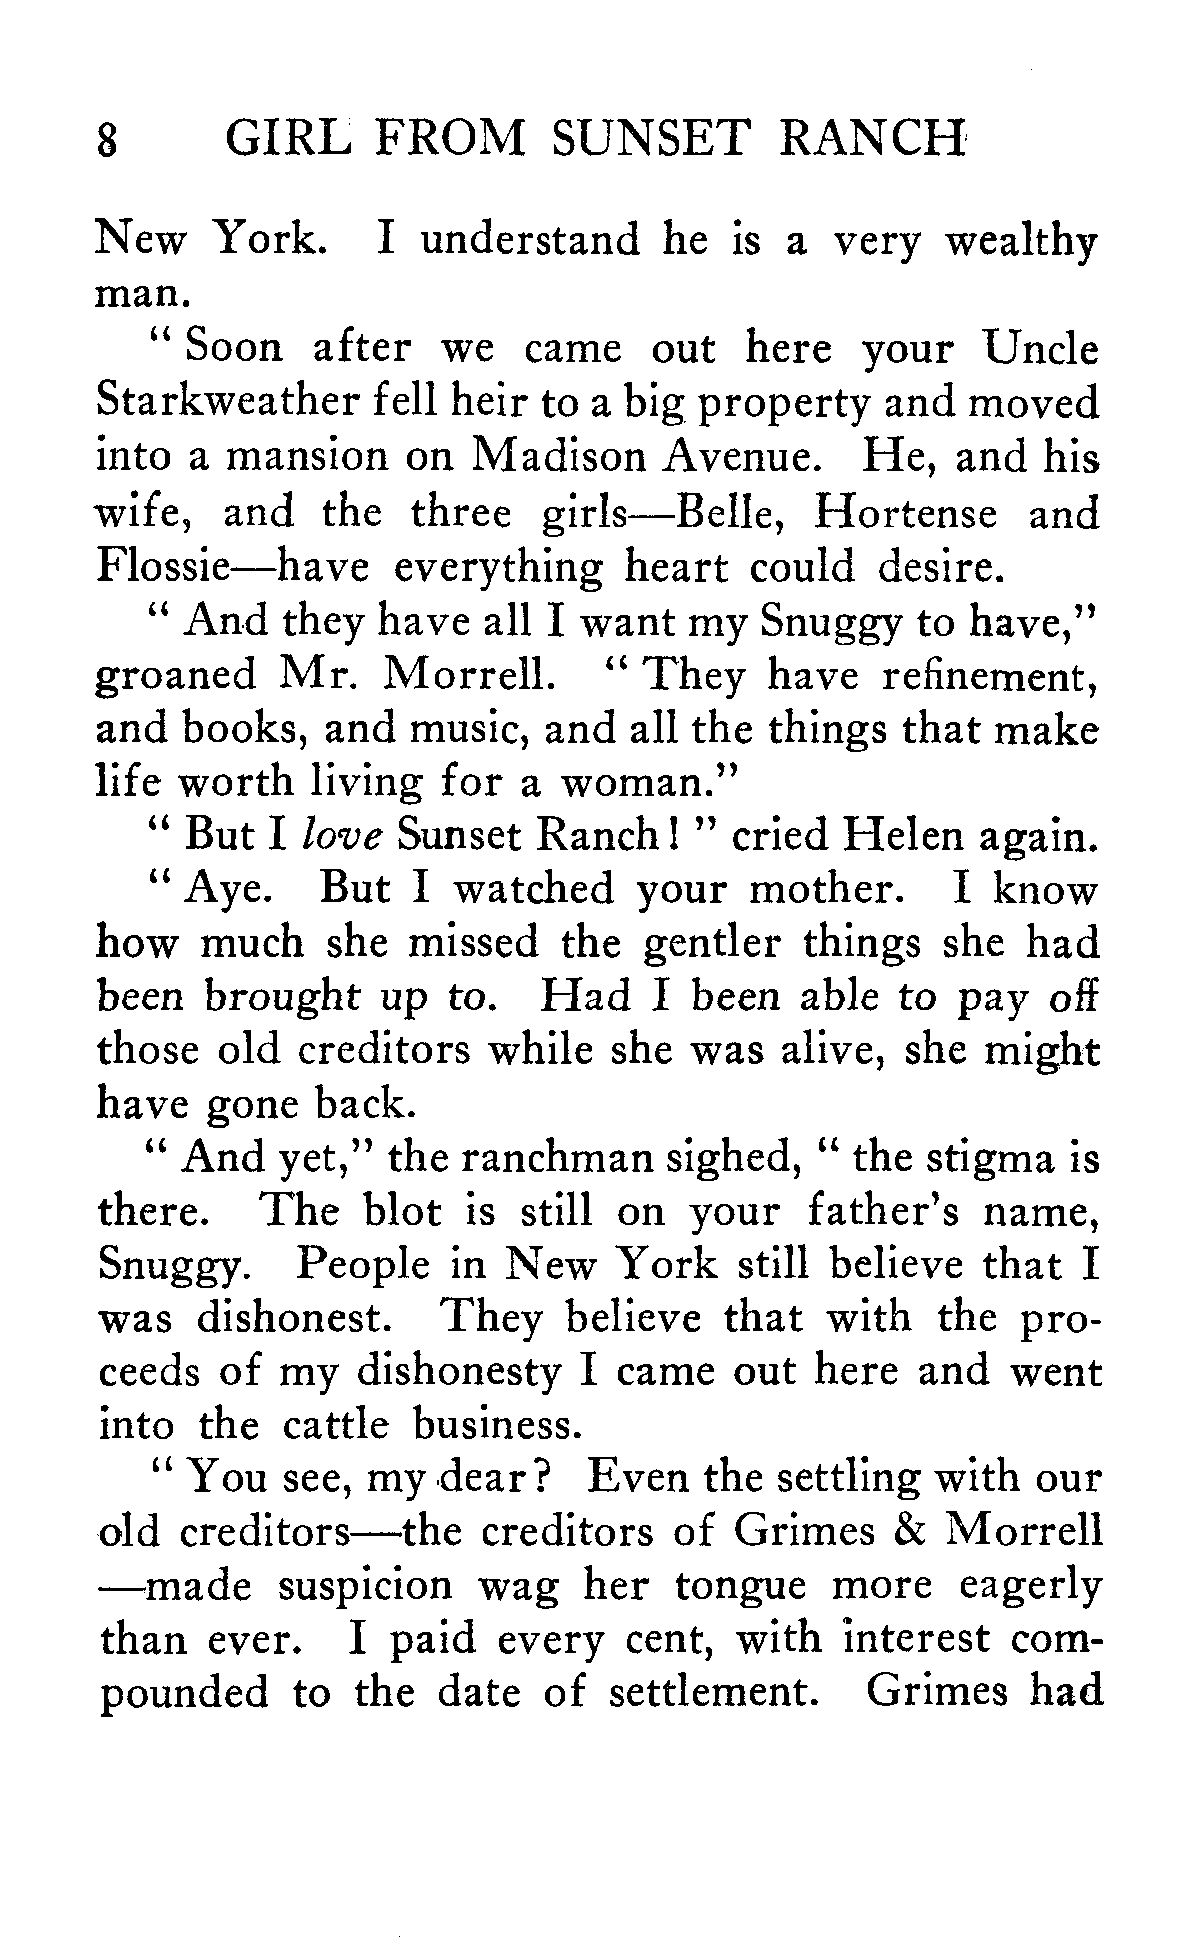 8 GIRL FROM SUNSET RANCH
New York. I understand he is a very wealthy
man.
" Soon after we came out here your Uncle
Starkweather fell heir to a big property and moved
into a mansion on Madison Avenue. He, and his
wife, and the three girls—Belle, Hortense and
Flossie—have everything heart could desire.
" And they have all I want my Snuggy to have,"
groaned Mr. Morrell. " They have refinement,
and books, and music, and all the things that make
life worth living for a woman."
" But I love Sunset Ranch! " cried Helen again.
" Aye. But I watched your mother. I know
how much she missed the gentler things she had
been brought up to. Had I been able to pay off
those old creditors while she was alive, she might
have gone back.
" And yet," the ranchman sighed, " the stigma is
there. The blot is still on your father's name,
Snuggy. People in New York still believe that I
was dishonest. They believe that with the pro-
ceeds of my dishonesty I came out here and went
into the cattle business.
" You see, my dear? Even the settling with our
old creditors—the creditors of Grimes & Morrell
—made suspicion wag her tongue more eagerly
than ever. I paid every cent, with interest com-
pounded to the date of settlement. Grimes had